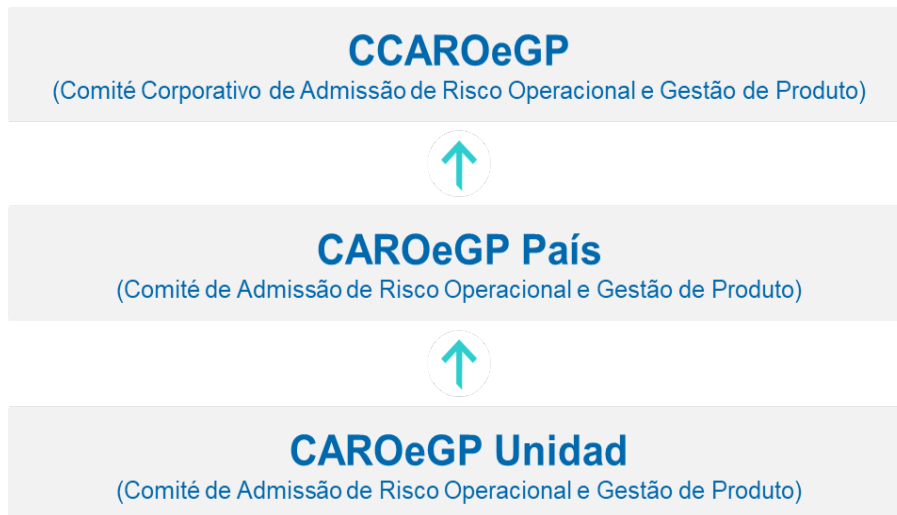 CCAROeGP
(Comité Corporativo de Admissão de Risco Operacional e Gestão de Produto)
CAROeGP País
(Comité de Admissão de Risco Operacional e Gestão de Produto)
CAROeGP Unidad
(Comité de Admissão de Risco Operacional e Gestão de Produto)